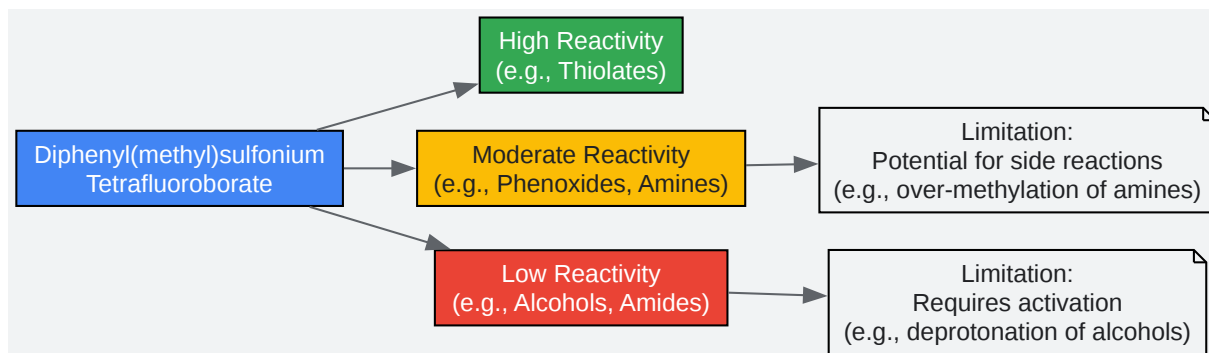 High Reactivity
(e.g., Thiolates)
Diphenyl(methyl)sulfonium
Tetrafluoroborate
Moderate Reactivity
(e.g., Phenoxides, Amines)
Limitation:
Potential for side reactions
(e.g., over-methylation of amines)
Low Reactivity
(e.g., Alcohols, Amides)
Limitation:
Requires activation
(e.g., deprotonation of alcohols)